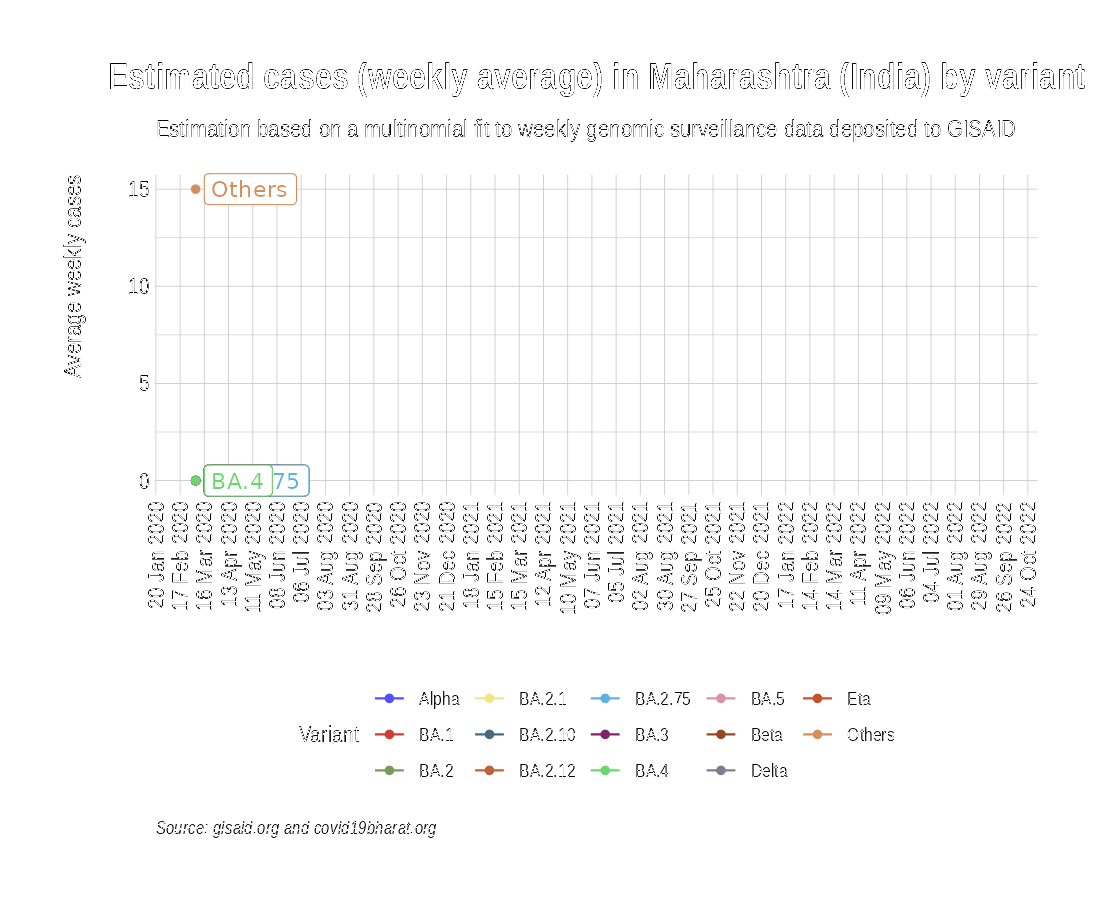 Estimated cases (weekly average) in Maharashtra (India) by variant
Estimation based on a multinomial fit to weekly genomic surveillance data deposited to GISAID
Average weekly cases
15
10
5
0
Others
BA.4
75
20 Jan 2020
17 Feb 2020
16 Mar 2020
13 Apr 2020
11 May 2020
08 Jun 2020
06 Jul 2020
03 Aug 2020
31 Aug 2020
28 Sep 2020
26 Oct 2020
23 Nov 2020
21 Dec 2020
18 Jan 2021
15 Feb 2021
15 Mar 2021
12 Apr 2021
10 May 2021
07 Jun 2021
05 Jul 2021
02 Aug 2021
30 Aug 2021
27 Sep 2021
25 Oct 2021
22 Nov 2021
20 Dec 2021
17 Jan 2022
14 Feb 2022
14 Mar 2022
11 Apr 2022
09 May 2022
06 Jun 2022
04 Jul 2022
01 Aug 2022
29 Aug 2022
26 Sep 2022
24 Oct 2022
Variant
Alpha
BA.1
BA.2
BA.2.1
BA.2.10
BA.2.12
BA.2.75
BA.3
BA.4
BA.5
Beta
Delta
Eta
Others
Source: gisaid.org and covid19bharat.org